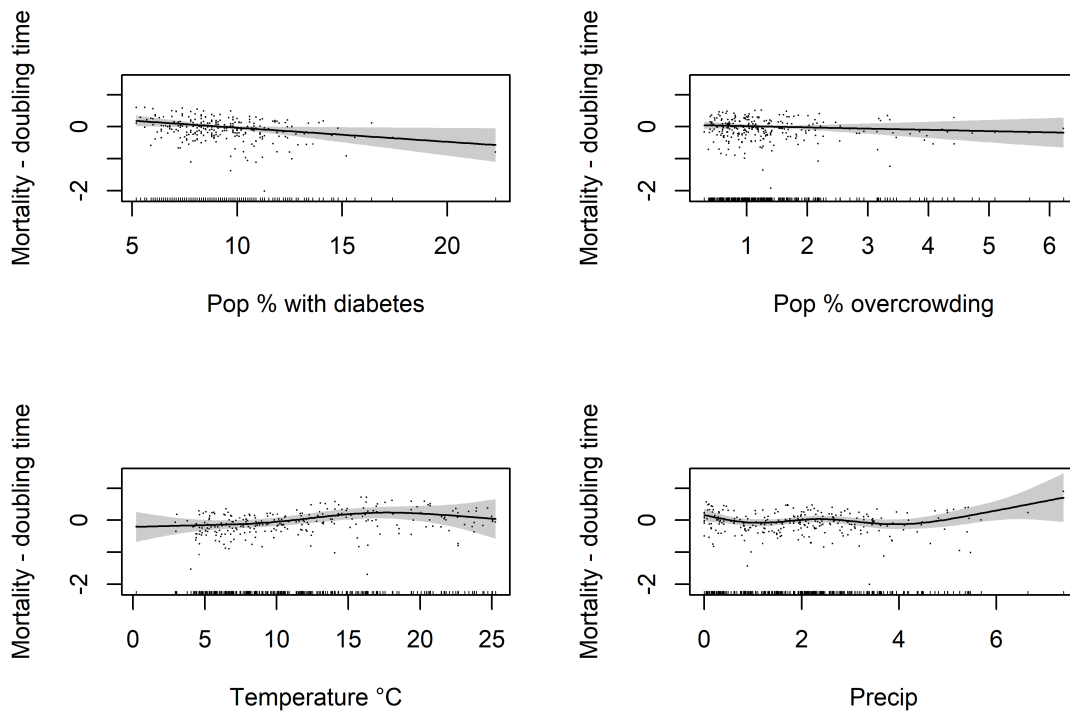 Mortality - doubling time
0
-2
5 10 15 20
Pop % with diabetes
Mortality - doubling time
0
-2
1 2 3 4 5 6
Pop % overcrowding
Mortality - doubling time
0
-2
0 5 10 15 20 25
Temperature °C
Mortality - doubling time
0
-2
0 2 4 6
Precip